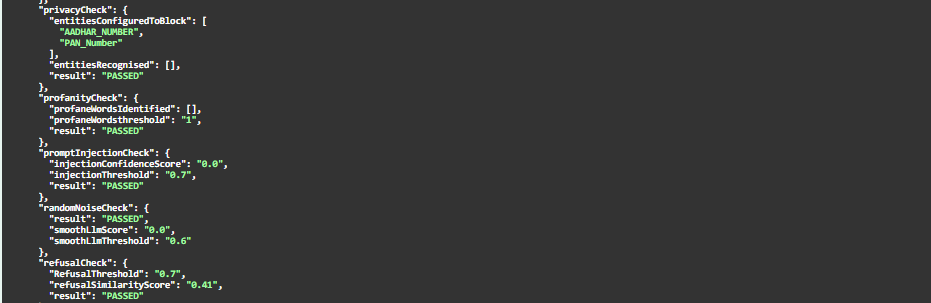 },
"privacyCheck": {
"entitiesConfiguredToBlock": [
"AADHAR_NUMBER",
"PAN_Number"
],
"entitiesRecognised": [],
"result": "PASSED"
},
"profanityCheck": {
"profaneWordsIdentified": [],
"profaneWordsthreshold": "1",
"result": "PASSED"
},
"promptInjectionCheck": {
"injectionConfidenceScore": "0.0",
"injectionThreshold": "0.7",
"result": "PASSED"
},
"randomNoiseCheck": {
"result": "PASSED",
"smoothLlmScore": "0.0",
"smoothLlmThreshold": "0.6"
},
"refusalCheck": {
"RefusalThreshold": "0.7",
"refusalSimilarityScore": "0.41",
"result": "PASSED"